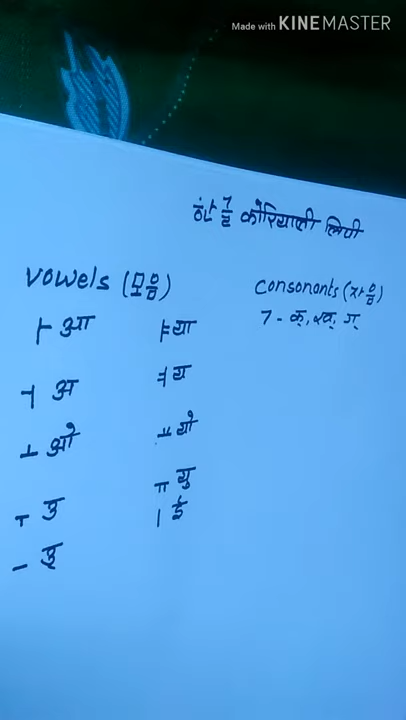 Made with KINEMASTER
한글 कोरियाली लिपी
Vowels (모음)
ㅏ आ ㅑ या
ㅓ अ ㅕ य
ㅗ ओ ㅛ यो
ㅜ उ ㅠ यु
ㅡ उ ㅣ ई
Consonants (자음)
ㄱ - क्, ख्, ग्